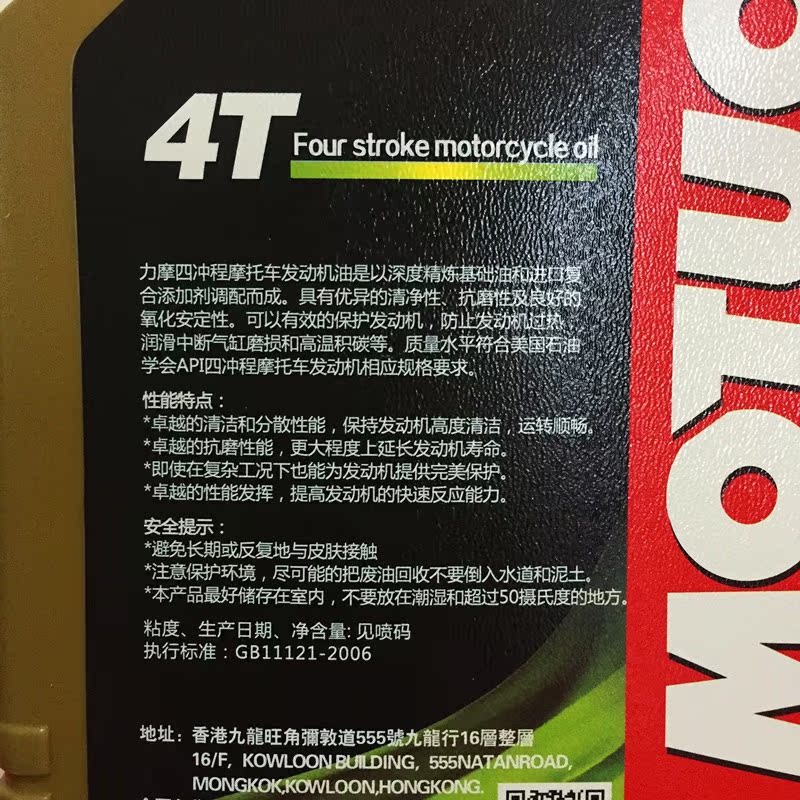 4T Four stroke motorcycle oil
力摩四冲程摩托车发动机油是以深度精炼基础油和进口复
合添加剂调配而成。具有优异的清净性、抗磨性及良好的
氧化安定性。可以有效的保护发动机，防止发动机过热
润滑中断气缸磨损和高温积碳等。质量水平符合美国石油
学会API四冲程摩托车发动机相应规格要求。
性能特点：
*卓越的清洁和分散性能，保持发动机高度清洁，运转顺畅。
*卓越的抗磨性能，更大程度上延长发动机寿命。
*即使在复杂工况下也能为发动机提供完美保护。
*卓越的性能发挥，提高发动机的快速反应能力。
安全提示：
*避免长期或反复地与皮肤接触
*注意保护环境，尽可能的把废油回收不要倒入水道和泥土。
*本产品最好储存在室内，不要放在潮湿和超过50摄氏度的地方。
粘度、生产日期、净含量: 见喷码
执行标准：GB11121-2006
地址：香港九龍旺角彌敦道555號九龍行16層整層
16/F, KOWLOON BUILDING, 555NATANROAD,
MONGKOK,KOWLOON,HONGKONG.
MOTUO